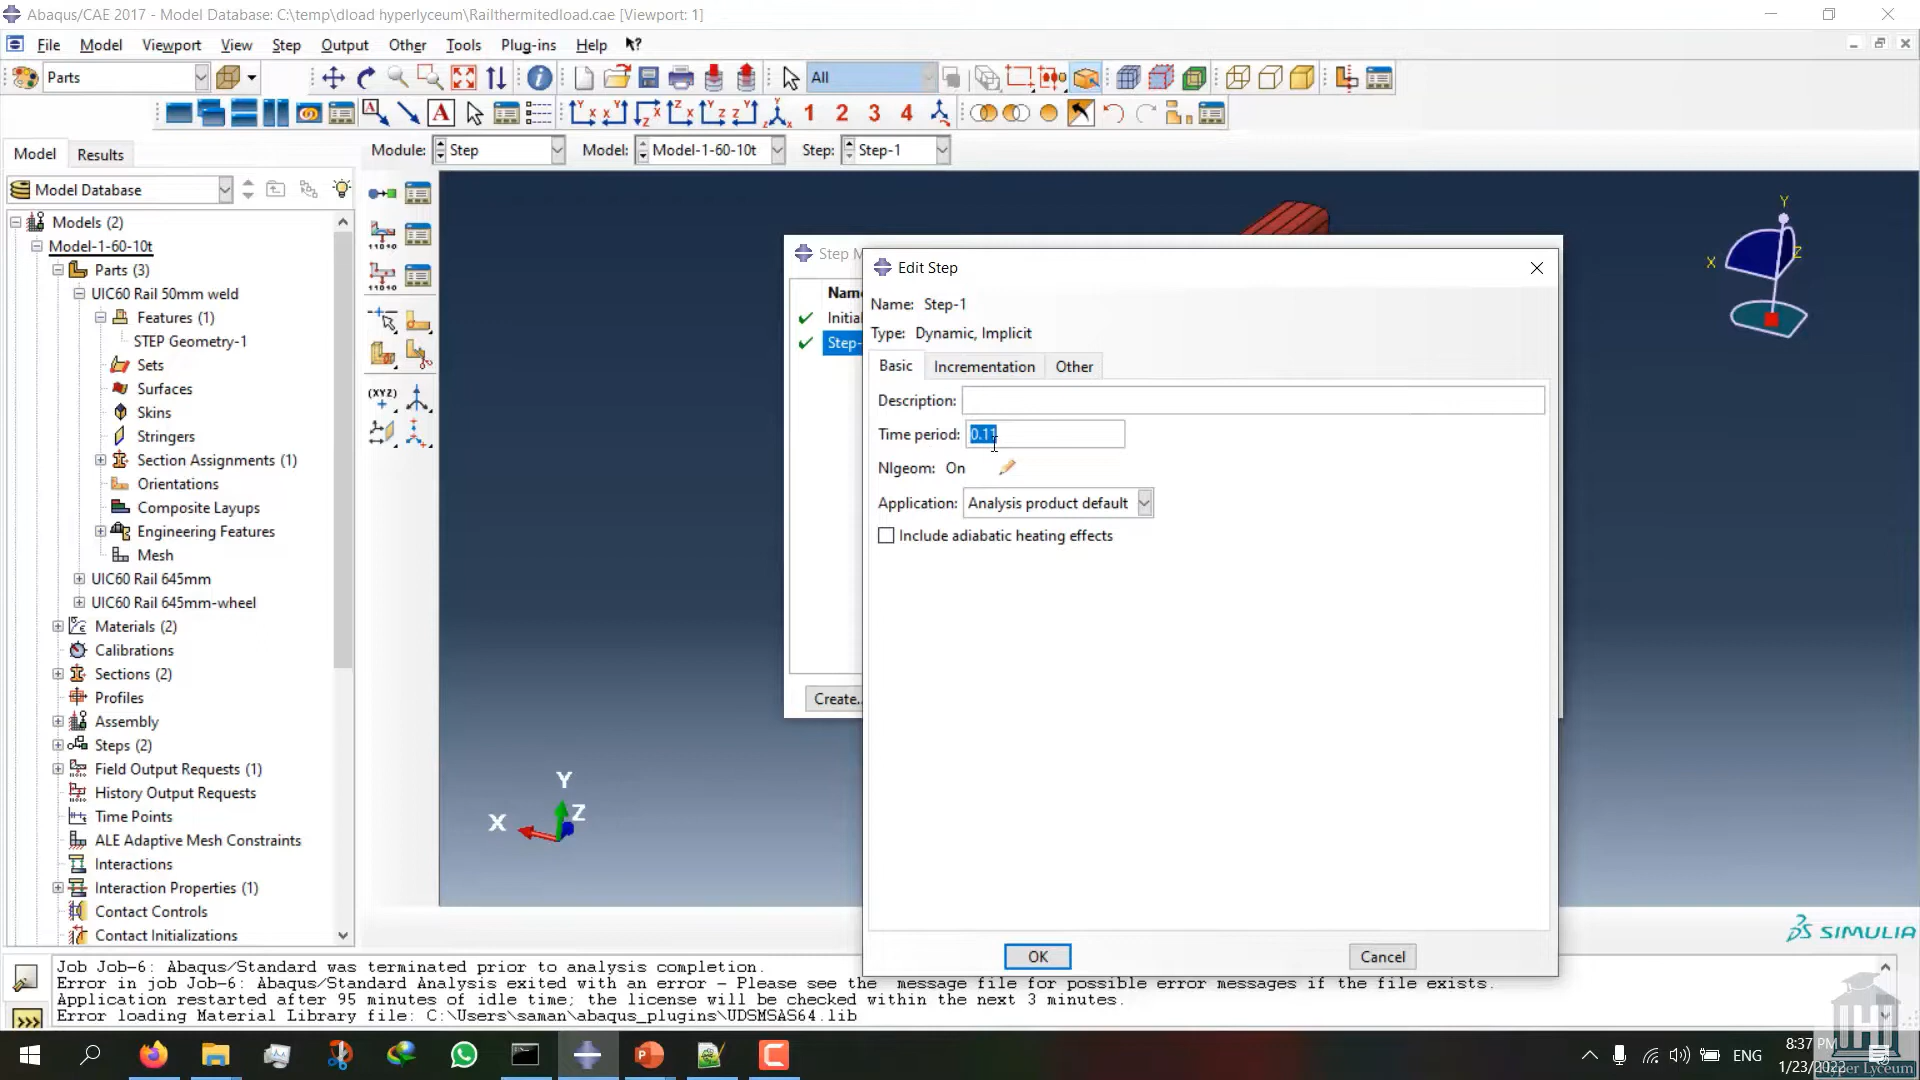 Abaqus/CAE 2017 - Model Database: C:\temp\dload hyperlyceum\Railthermitedload.cae [Viewport: 1]
File Model Viewport View Step Output Other Tools Plug-ins Help
Parts
All
1 2 3 4
Model Results
Module: Step Model: Model-1-60-10t Step: Step-1
Model Database
Models (2)
Model-1-60-10t
Parts (3)
UIC60 Rail 50mm weld
Features (1)
STEP Geometry-1
Sets
Surfaces
Skins
Stringers
Section Assignments (1)
Orientations
Composite Layups
Engineering Features
Mesh
UIC60 Rail 645mm
UIC60 Rail 645mm-wheel
Materials (2)
Calibrations
Sections (2)
Profiles
Assembly
Steps (2)
Field Output Requests (1)
History Output Requests
Time Points
ALE Adaptive Mesh Constraints
Interactions
Interaction Properties (1)
Contact Controls
Contact Initializations
(XYZ)
Step M
Name
Initial
Step-
Create...
Edit Step
Name: Step-1
Type: Dynamic, Implicit
Basic Incrementation Other
Description:
Time period: 0.11
Nlgeom: On
Application: Analysis product default
Include adiabatic heating effects
OK Cancel
Y
X
Z
Y
X
Z
SIMULIA
Job Job-6: Abaqus/Standard was terminated prior to analysis completion.
Error in job Job-6: Abaqus/Standard Analysis exited with an error - Please see the message file for possible error messages if the file exists.
Application restarted after 95 minutes of idle time; the license will be checked within the next 3 minutes.
Error loading Material Library file: C:\Users\saman\abaqus_plugins\UDSMSAS64.lib
ENG
8:37 PM
1/23/2022
Hyper Lyceum